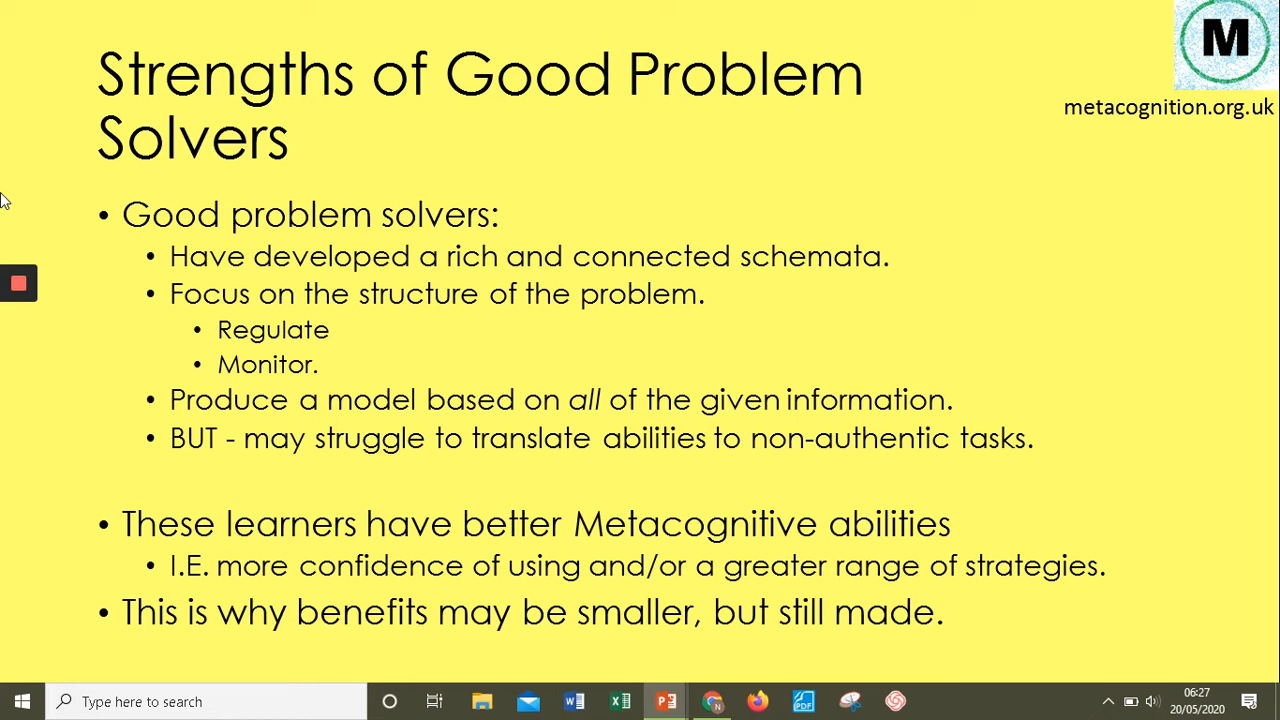 M
Strengths of Good Problem
Solvers
metacognition.org.uk
• Good problem solvers:
• Have developed a rich and connected schemata.
• Focus on the structure of the problem.
• Regulate
• Monitor.
• Produce a model based on all of the given information.
• BUT - may struggle to translate abilities to non-authentic tasks.
• These learners have better Metacognitive abilities
• I.E. more confidence of using and/or a greater range of strategies.
• This is why benefits may be smaller, but still made.
Type here to search
06:27
20/05/2020